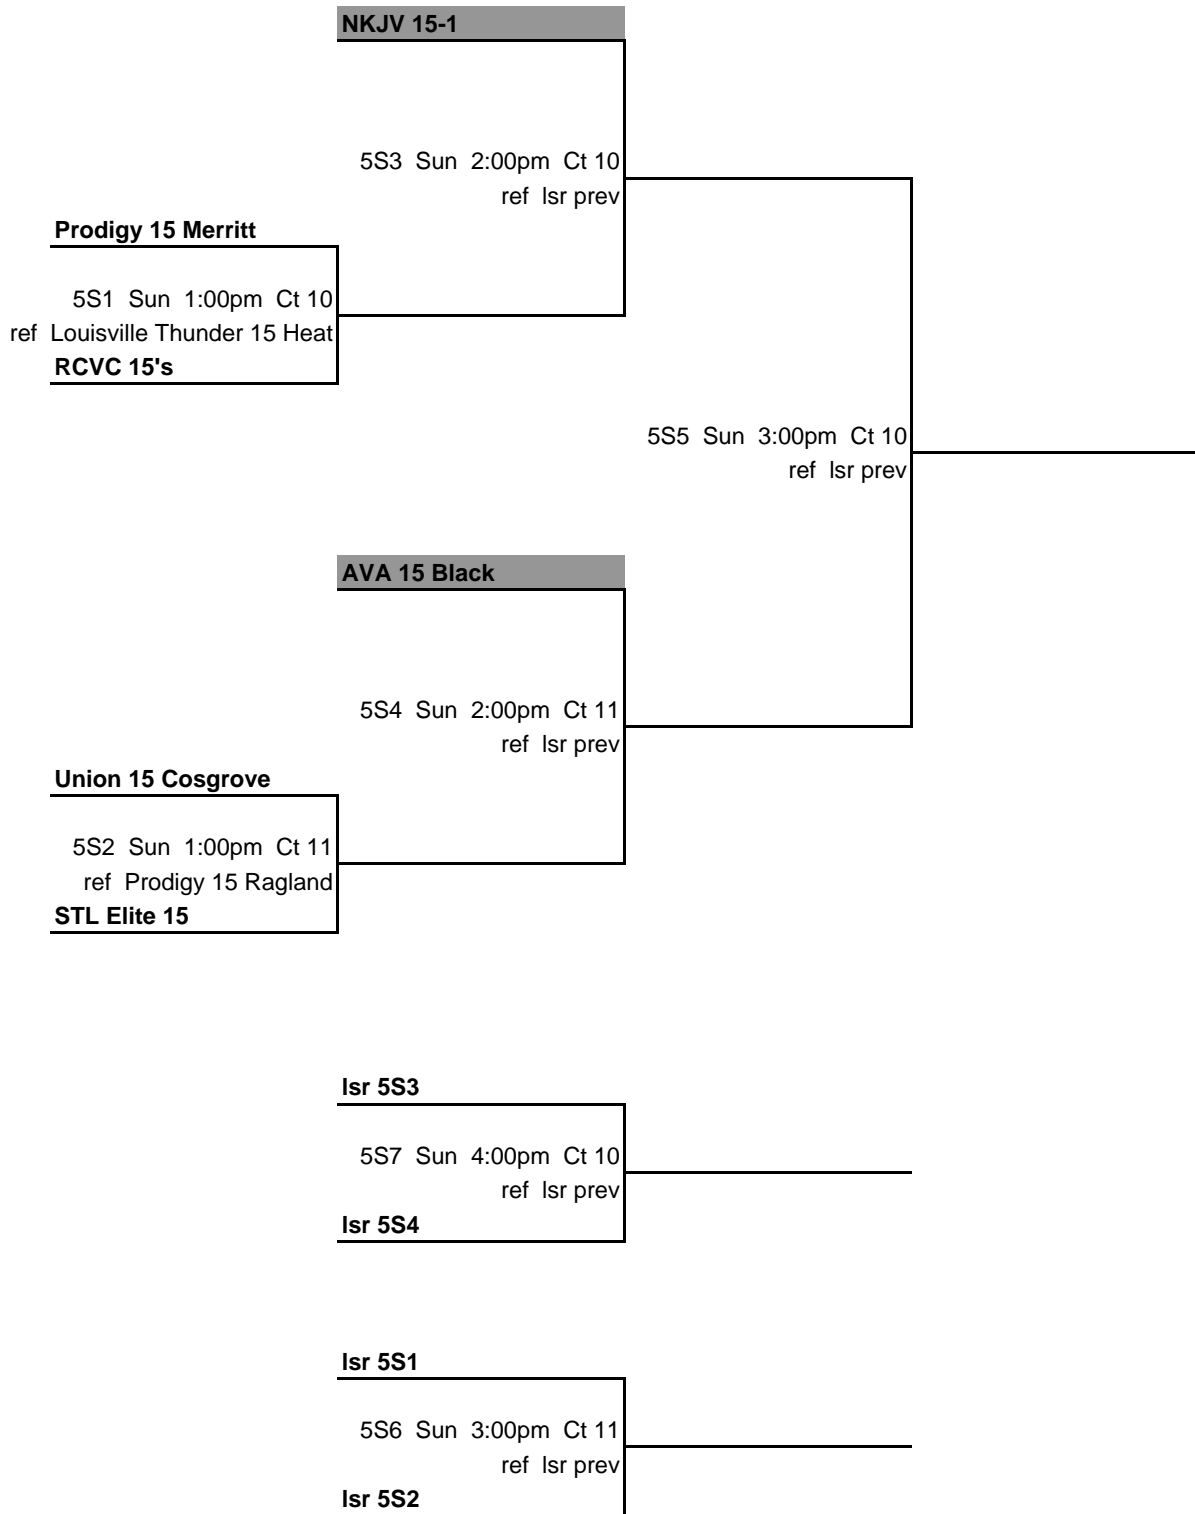 NKJV 15-1
5S3 Sun 2:00pm Ct 10
ref lsr prev
Prodigy 15 Merritt
5S1 Sun 1:00pm Ct 10
ref Louisville Thunder 15 Heat
RCVC 15's
5S5 Sun 3:00pm Ct 10
ref lsr prev
AVA 15 Black
5S4 Sun 2:00pm Ct 11
ref lsr prev
Union 15 Cosgrove
5S2 Sun 1:00pm Ct 11
ref Prodigy 15 Ragland
STL Elite 15
lsr 5S3
5S7 Sun 4:00pm Ct 10
ref lsr prev
lsr 5S4
lsr 5S1
5S6 Sun 3:00pm Ct 11
ref lsr prev
lsr 5S2